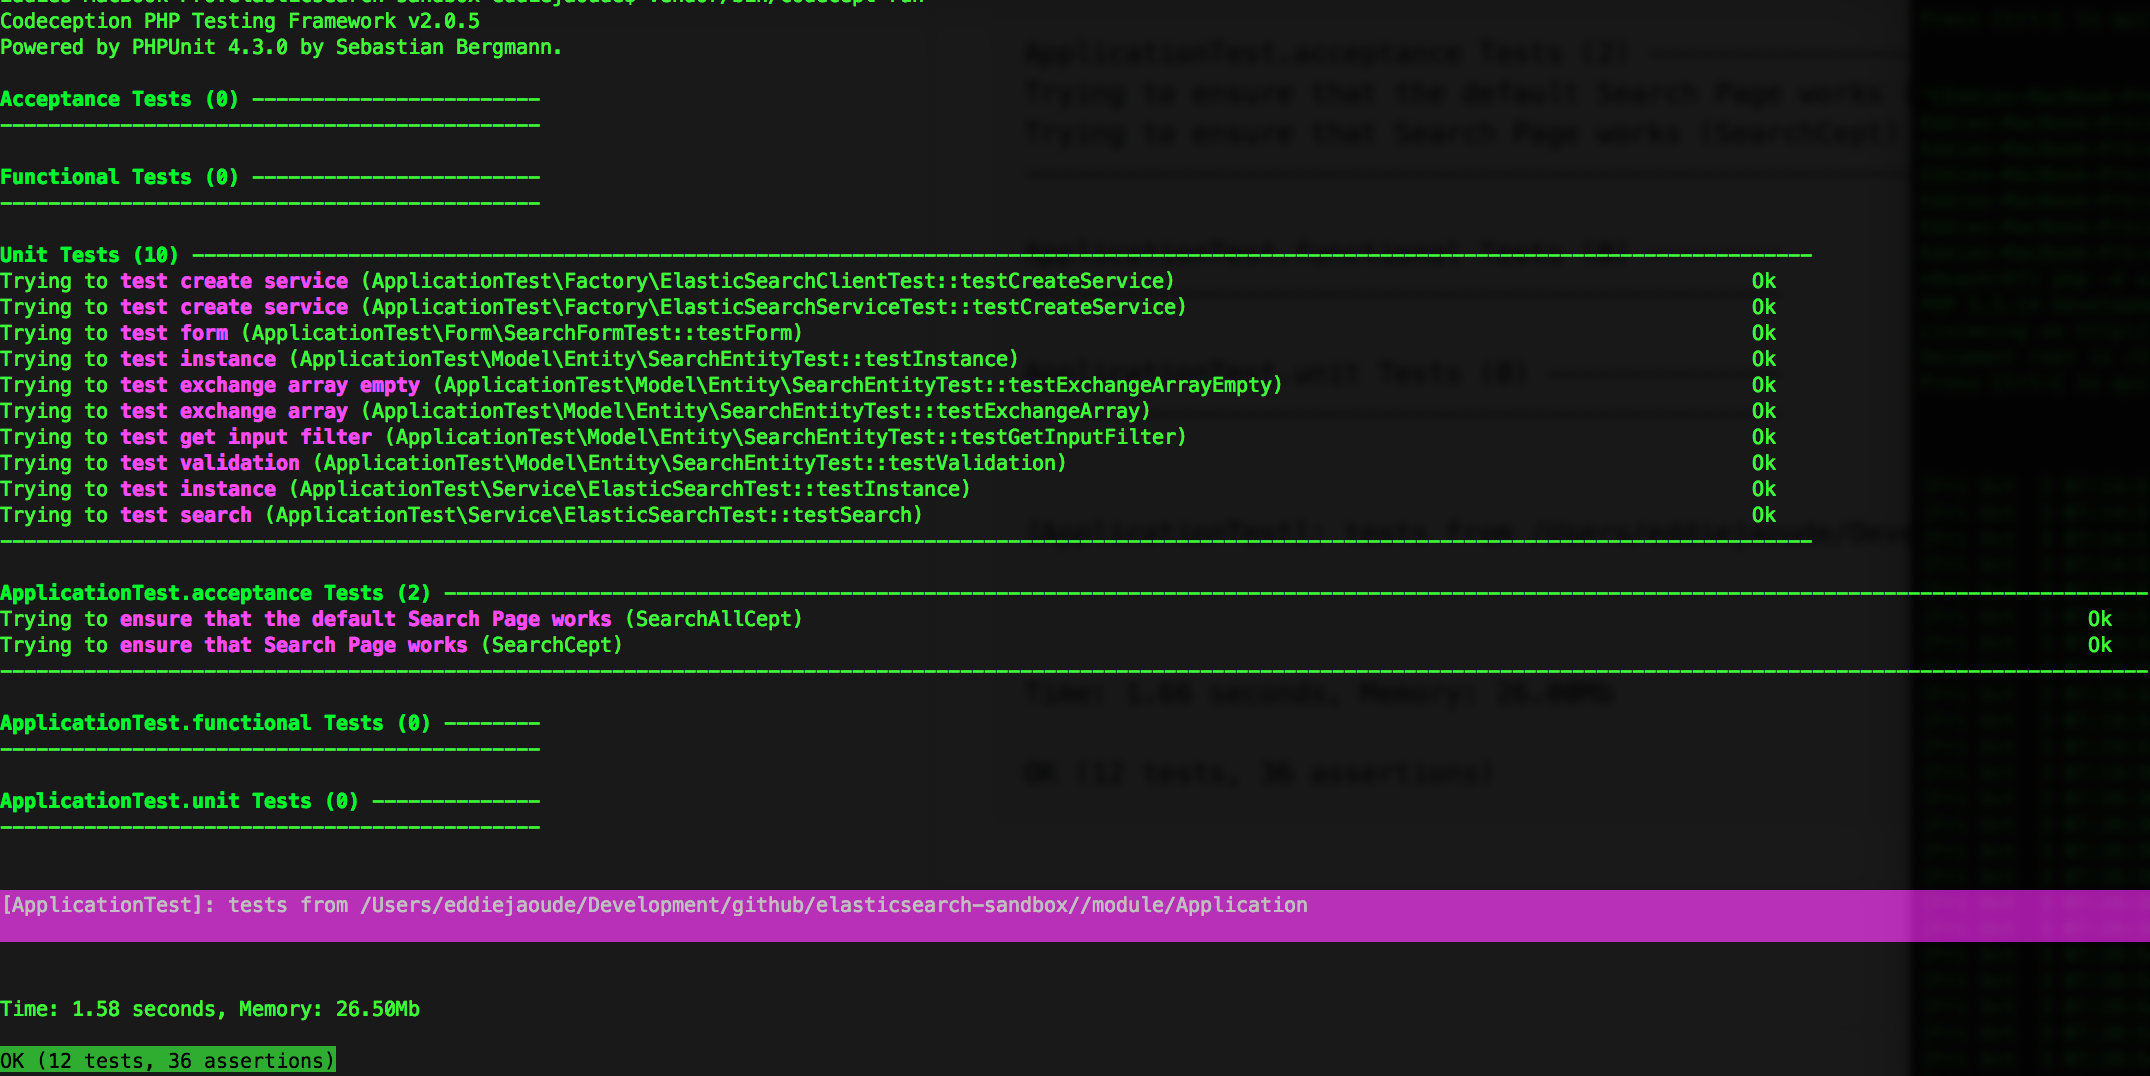 Codeception PHP Testing Framework v2.0.5
Powered by PHPUnit 4.3.0 by Sebastian Bergmann.
Acceptance Tests (0) ------------------------
---------------------------------------------
Functional Tests (0) ------------------------
---------------------------------------------
Unit Tests (10) ---------------------------------------------------------------------------------------------------------------------------------------
Trying to test create service (ApplicationTest\Factory\ElasticSearchClientTest::testCreateService) Ok
Trying to test create service (ApplicationTest\Factory\ElasticSearchServiceTest::testCreateService) Ok
Trying to test form (ApplicationTest\Form\SearchFormTest::testForm) Ok
Trying to test instance (ApplicationTest\Model\Entity\SearchEntityTest::testInstance) Ok
Trying to test exchange array empty (ApplicationTest\Model\Entity\SearchEntityTest::testExchangeArrayEmpty) Ok
Trying to test exchange array (ApplicationTest\Model\Entity\SearchEntityTest::testExchangeArray) Ok
Trying to test get input filter (ApplicationTest\Model\Entity\SearchEntityTest::testGetInputFilter) Ok
Trying to test validation (ApplicationTest\Model\Entity\SearchEntityTest::testValidation) Ok
Trying to test instance (ApplicationTest\Service\ElasticSearchTest::testInstance) Ok
Trying to test search (ApplicationTest\Service\ElasticSearchTest::testSearch) Ok
-------------------------------------------------------------------------------------------------------------------------------------------------------
ApplicationTest.acceptance Tests (2) ----------------------------------------------------------------------------------------------------------------------------------------------
Trying to ensure that the default Search Page works (SearchAllCept) Ok
Trying to ensure that Search Page works (SearchCept) Ok
-----------------------------------------------------------------------------------------------------------------------------------------------------------------------------------
ApplicationTest.functional Tests (0) --------
---------------------------------------------
ApplicationTest.unit Tests (0) --------------
---------------------------------------------
[ApplicationTest]: tests from /Users/eddiejaoude/Development/github/elasticsearch-sandbox//module/Application
Time: 1.58 seconds, Memory: 26.50Mb
OK (12 tests, 36 assertions)